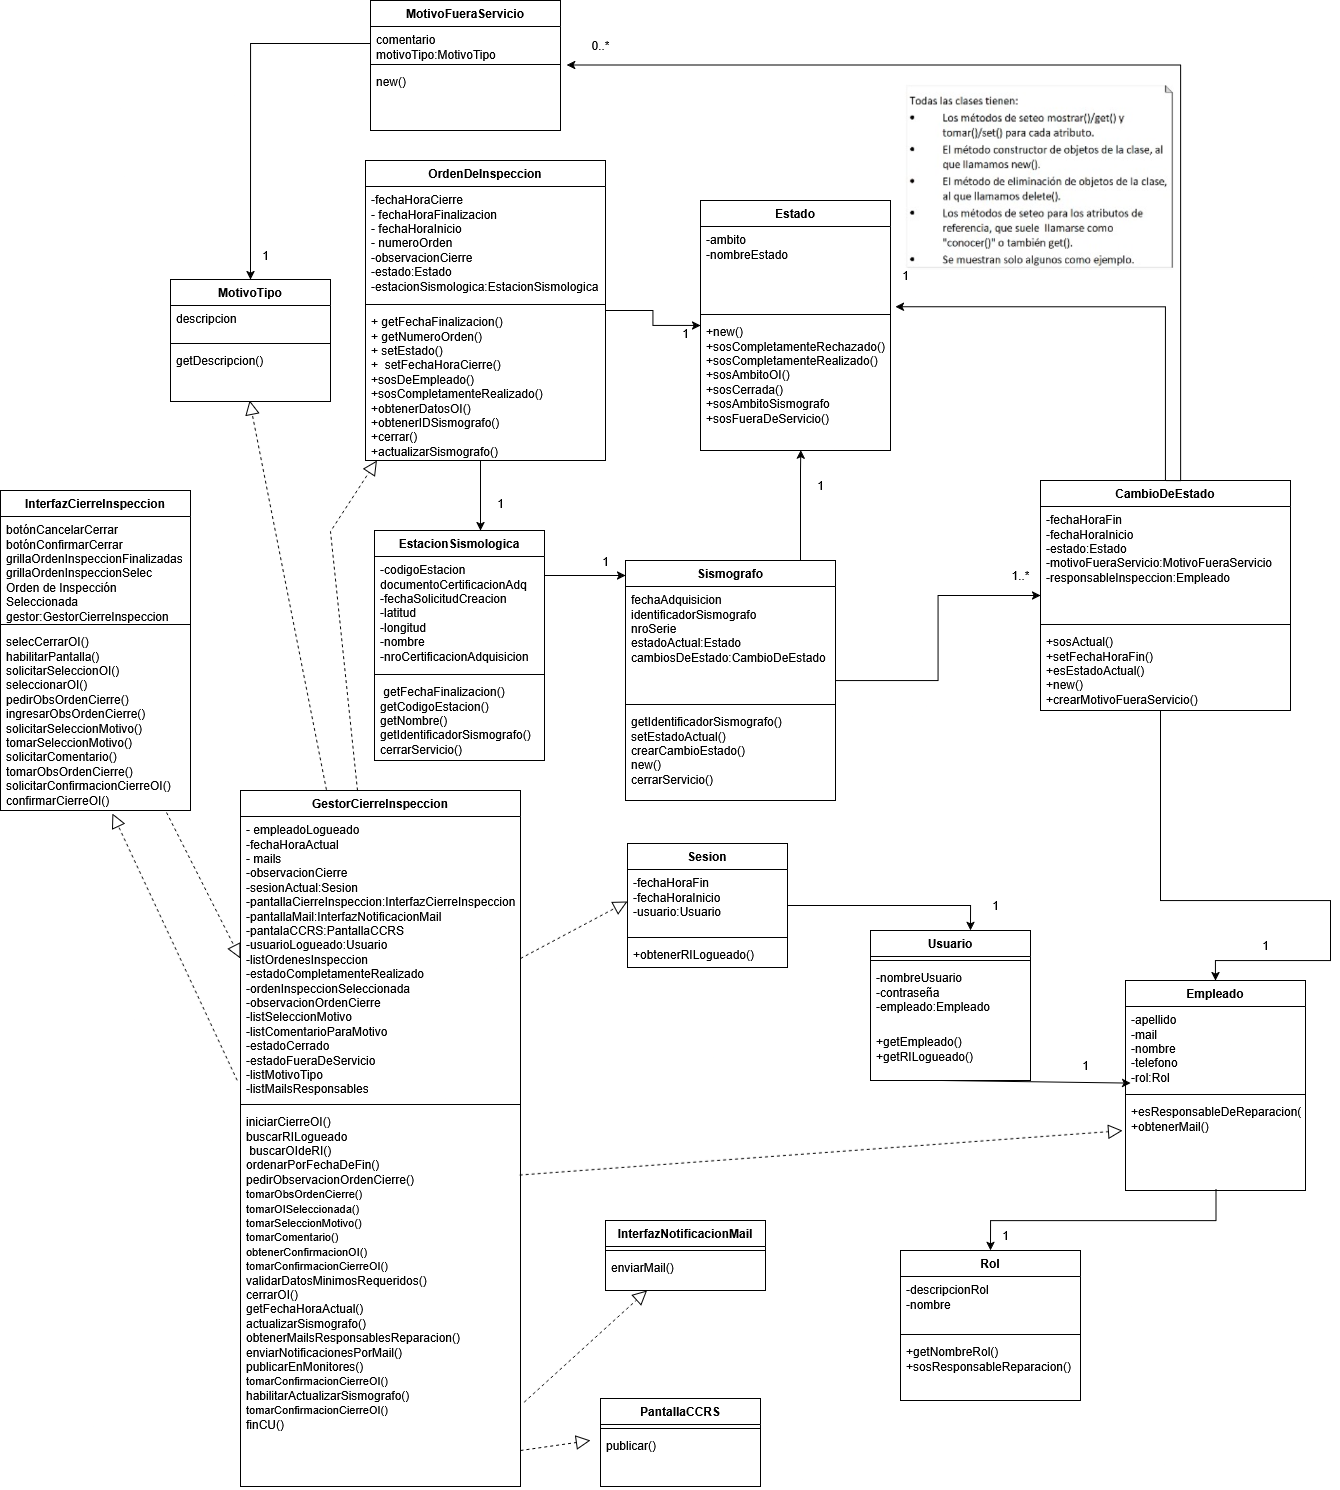 MotivoFueraServicio
comentario
motivoTipo:MotivoTipo
new()
0..*
Todas las clases tienen:
• Los métodos de seteo mostrar()/get() y
tomar()/set() para cada atributo.
• El método constructor de objetos de la clase, al
que llamamos new().
• El método de eliminación de objetos de la clase,
al que llamamos delete().
• Los métodos de seteo para los atributos de
referencia, que suele llamarse como
"conocer()" o también get().
• Se muestran solo algunos como ejemplo.
1
MotivoTipo
descripcion
getDescripcion()
OrdenDeInspeccion
-fechaHoraCierre
- fechaHoraFinalizacion
- fechaHoraInicio
- numeroOrden
-observacionCierre
-estado:Estado
-estacionSismologica:EstacionSismologica
+ getFechaFinalizacion()
+ getNumeroOrden()
+ setEstado()
+ setFechaHoraCierre()
+sosDeEmpleado()
+sosCompletamenteRealizado()
+obtenerDatosOI()
+obtenerIDSismografo()
+cerrar()
+actualizarSismografo()
1
Estado
-ambito
-nombreEstado
+new()
+sosCompletamenteRechazado()
+sosCompletamenteRealizado()
+sosAmbitoOI()
+sosCerrada()
+sosAmbitoSismografo
+sosFueraDeServicio()
1
1
1
InterfazCierreInspeccion
botónCancelarCerrar
botónConfirmarCerrar
grillaOrdenInspeccionFinalizadas
grillaOrdenInspeccionSelec
Orden de Inspección
Seleccionada
gestor:GestorCierreInspeccion
selecCerrarOI()
habilitarPantalla()
solicitarSeleccionOI()
seleccionarOI()
pedirObsOrdenCierre()
ingresarObsOrdenCierre()
solicitarSeleccionMotivo()
tomarSeleccionMotivo()
solicitarComentario()
tomarObsOrdenCierre()
solicitarConfirmacionCierreOI()
confirmarCierreOI()
EstacionSismologica
-codigoEstacion
documentoCertificacionAdq
-fechaSolicitudCreacion
-latitud
-longitud
-nombre
-nroCertificacionAdquisicion
getFechaFinalizacion()
getCodigoEstacion()
getNombre()
getIdentificadorSismografo()
cerrarServicio()
1
Sismografo
fechaAdquisicion
identificadorSismografo
nroSerie
estadoActual:Estado
cambiosDeEstado:CambioDeEstado
getIdentificadorSismografo()
setEstadoActual()
crearCambioEstado()
new()
cerrarServicio()
1..*
CambioDeEstado
-fechaHoraFin
-fechaHoraInicio
-estado:Estado
-motivoFueraServicio:MotivoFueraServicio
-responsableInspeccion:Empleado
+sosActual()
+setFechaHoraFin()
+esEstadoActual()
+new()
+crearMotivoFueraServicio()
GestorCierreInspeccion
- empleadoLogueado
-fechaHoraActual
- mails
-observacionCierre
-sesionActual:Sesion
-pantallaCierreInspeccion:InterfazCierreInspeccion
-pantallaMail:InterfazNotificacionMail
-pantalaCCRS:PantallaCCRS
-usuarioLogueado:Usuario
-listOrdenesInspeccion
-estadoCompletamenteRealizado
-ordenInspeccionSeleccionada
-observacionOrdenCierre
-listSeleccionMotivo
-listComentarioParaMotivo
-estadoCerrado
-estadoFueraDeServicio
-listMotivoTipo
-listMailsResponsables
iniciarCierreOI()
buscarRILogueado
buscarOIdeRI()
ordenarPorFechaDeFin()
pedirObservacionOrdenCierre()
tomarObsOrdenCierre()
tomarOISeleccionada()
tomarSeleccionMotivo()
tomarComentario()
obtenerConfirmacionOI()
tomarConfirmacionCierreOI()
validarDatosMinimosRequeridos()
cerrarOI()
getFechaHoraActual()
actualizarSismografo()
obtenerMailsResponsablesReparacion()
enviarNotificacionesPorMail()
publicarEnMonitores()
tomarConfirmacionCierreOI()
habilitarActualizarSismografo()
tomarConfirmacionCierreOI()
finCU()
Sesion
-fechaHoraFin
-fechaHoraInicio
-usuario:Usuario
+obtenerRILogueado()
1
Usuario
-nombreUsuario
-contraseña
-empleado:Empleado
+getEmpleado()
+getRILogueado()
1
1
Empleado
-apellido
-mail
-nombre
-telefono
-rol:Rol
+esResponsableDeReparacion(
+obtenerMail()
1
Rol
-descripcionRol
-nombre
+getNombreRol()
+sosResponsableReparacion()
InterfazNotificacionMail
enviarMail()
PantallaCCRS
publicar()